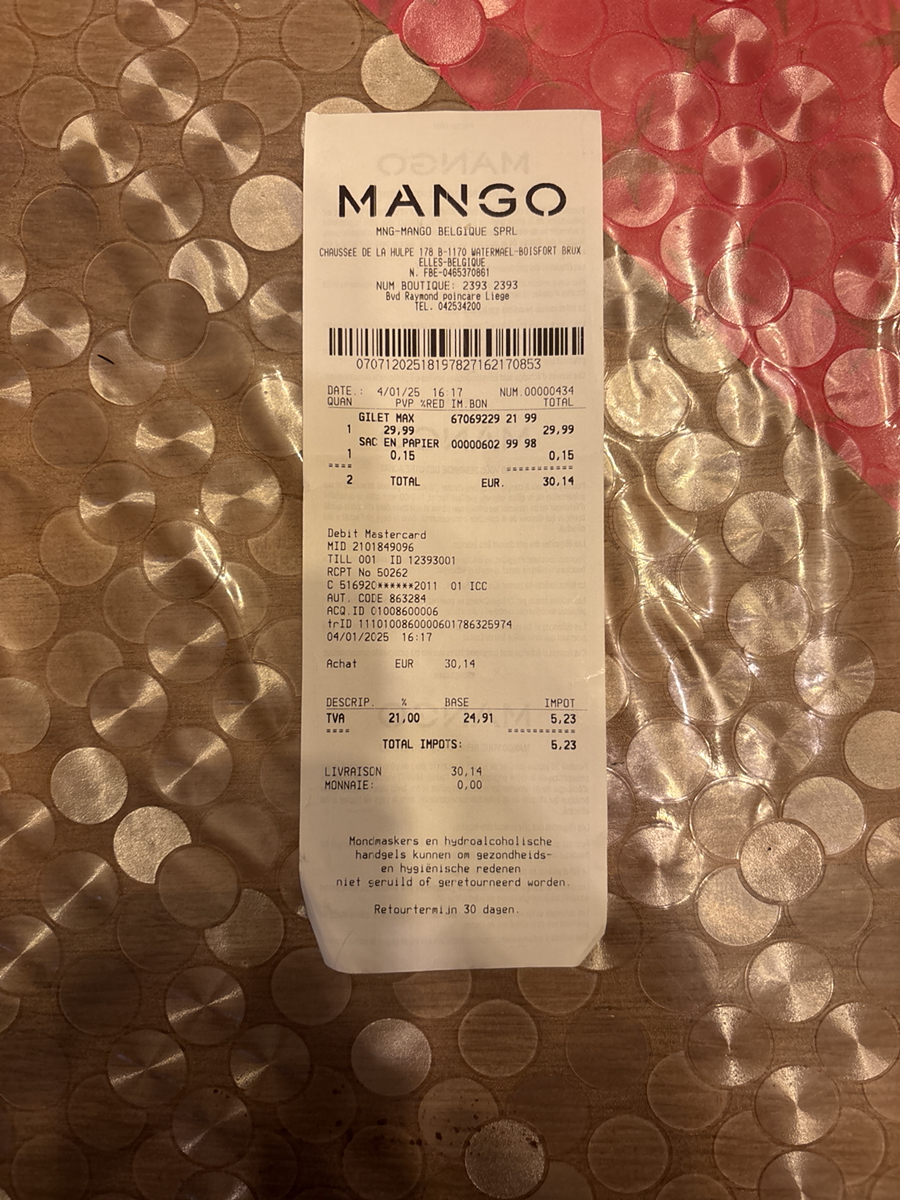 MANGO
MNG-MANGO BELGIQUE SPRL
CHAUSSéE DE LA HULPE 178 B-1170 WATERMAEL-BOISFORT BRUX
ELLES-BELGIQUE
N. FBE-0465370861
NUM BOUTIQUE: 2393 2393
Bvd Raymond poincare Liege
TEL. 042534200
07071202518197827162170853
DATE.: 4/01/25 16 17 NUM.00000434
QUAN PVP %RED IM.BON TOTAL
GILET MAX 67069229 21 99
1 29,99 29,99
SAC EN PAPIER 00000602 99 98
1 0,15 0,15
==== ===========
2 TOTAL EUR. 30,14
Debit Mastercard
MID 2101849096
TILL 001 ID 12393001
RCPT No 50262
C 516920******2011 01 ICC
AUT. CODE 863284
ACQ.ID 01008600006
trID 1110100860000601786325974
04/01/2025 16:17
Achat EUR 30,14
DESCRIP. % BASE IMPOT
TVA 21,00 24,91 5,23
==== ===========
TOTAL IMPOTS: 5,23
LIVRAISON 30,14
MONNAIE: 0,00
Mondmaskers en hydroalcoholische
handgels kunnen om gezondheids-
en hygiënische redenen
niet geruild of geretourneerd worden.
Retourtermijn 30 dagen.